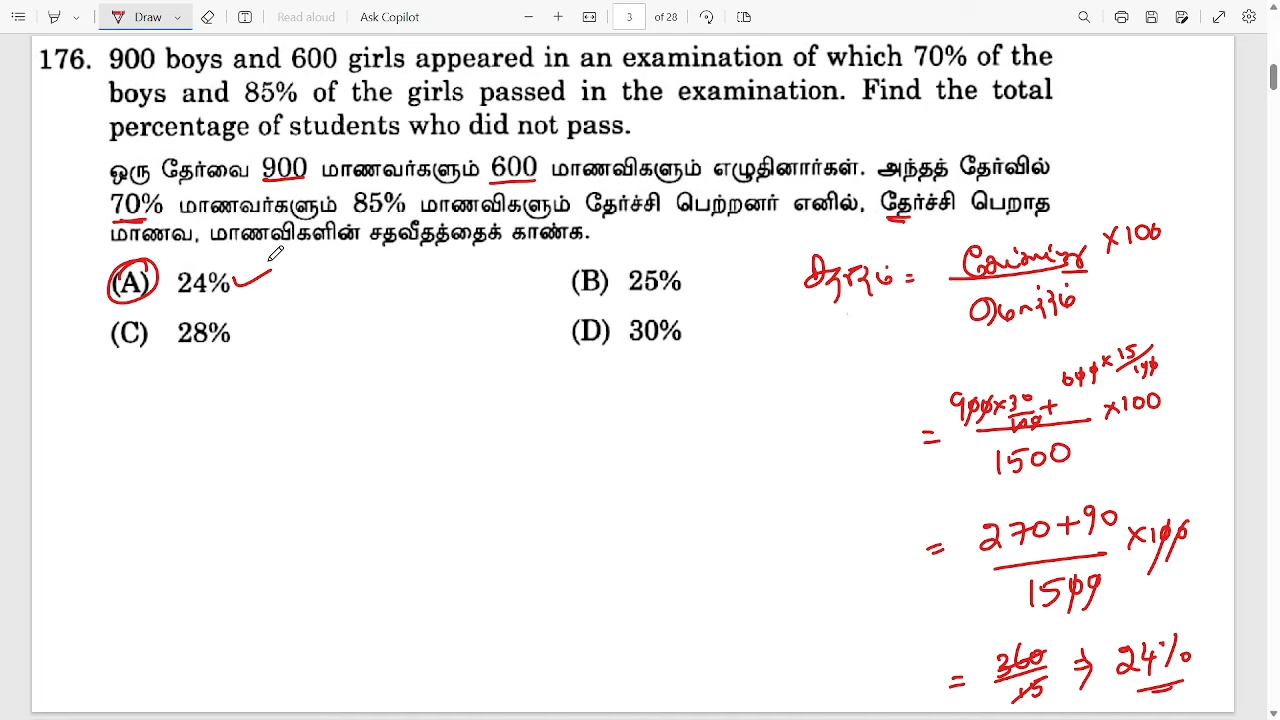 Draw
Read aloud
Ask Copilot
3
of 28
176. 900 boys and 600 girls appeared in an examination of which 70% of the
boys and 85% of the girls passed in the examination. Find the total
percentage of students who did not pass.
ஒரு தேர்வை 900 மாணவர்களும் 600 மாணவிகளும் எழுதினார்கள். அந்தத் தேர்வில்
70% மாணவர்களும் 85% மாணவிகளும் தேர்ச்சி பெற்றனர் எனில், தேர்ச்சி பெறாத
மாணவ, மாணவிகளின் சதவீதத்தைக் காண்க.
(A) 24%
(B) 25%
(C) 28%
(D) 30%
= × 100
மொத்தம்
= 900 × 30/100 + 600 × 15/100 × 100
1500
= 270 + 90 × 100
1500
= 360/15 ⇒ 24%